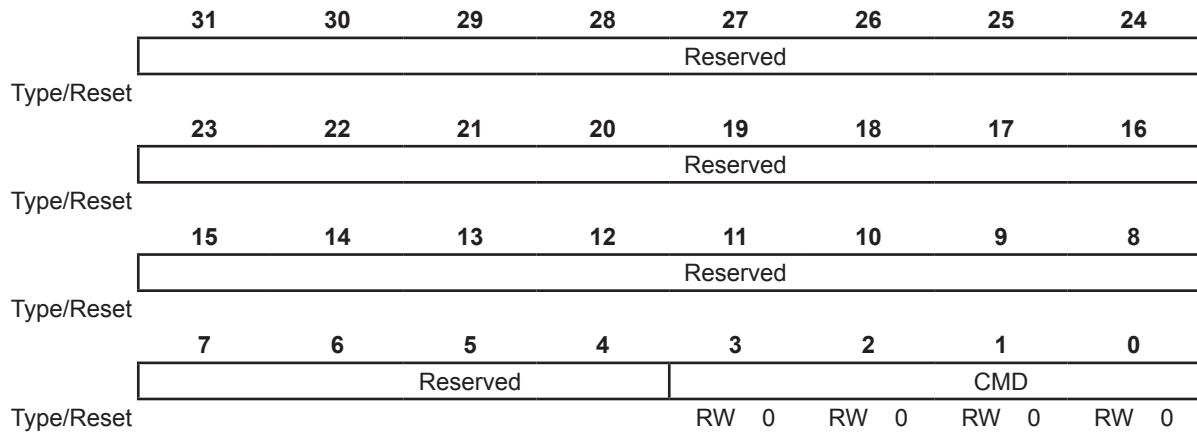 31 30 29 28 27 26 25 24
Reserved
Type/Reset
23 22 21 20 19 18 17 16
Reserved
Type/Reset
15 14 13 12 11 10 9 8
Reserved
Type/Reset
7 6 5 4 3 2 1 0
Reserved CMD
Type/Reset RW 0 RW 0 RW 0 RW 0